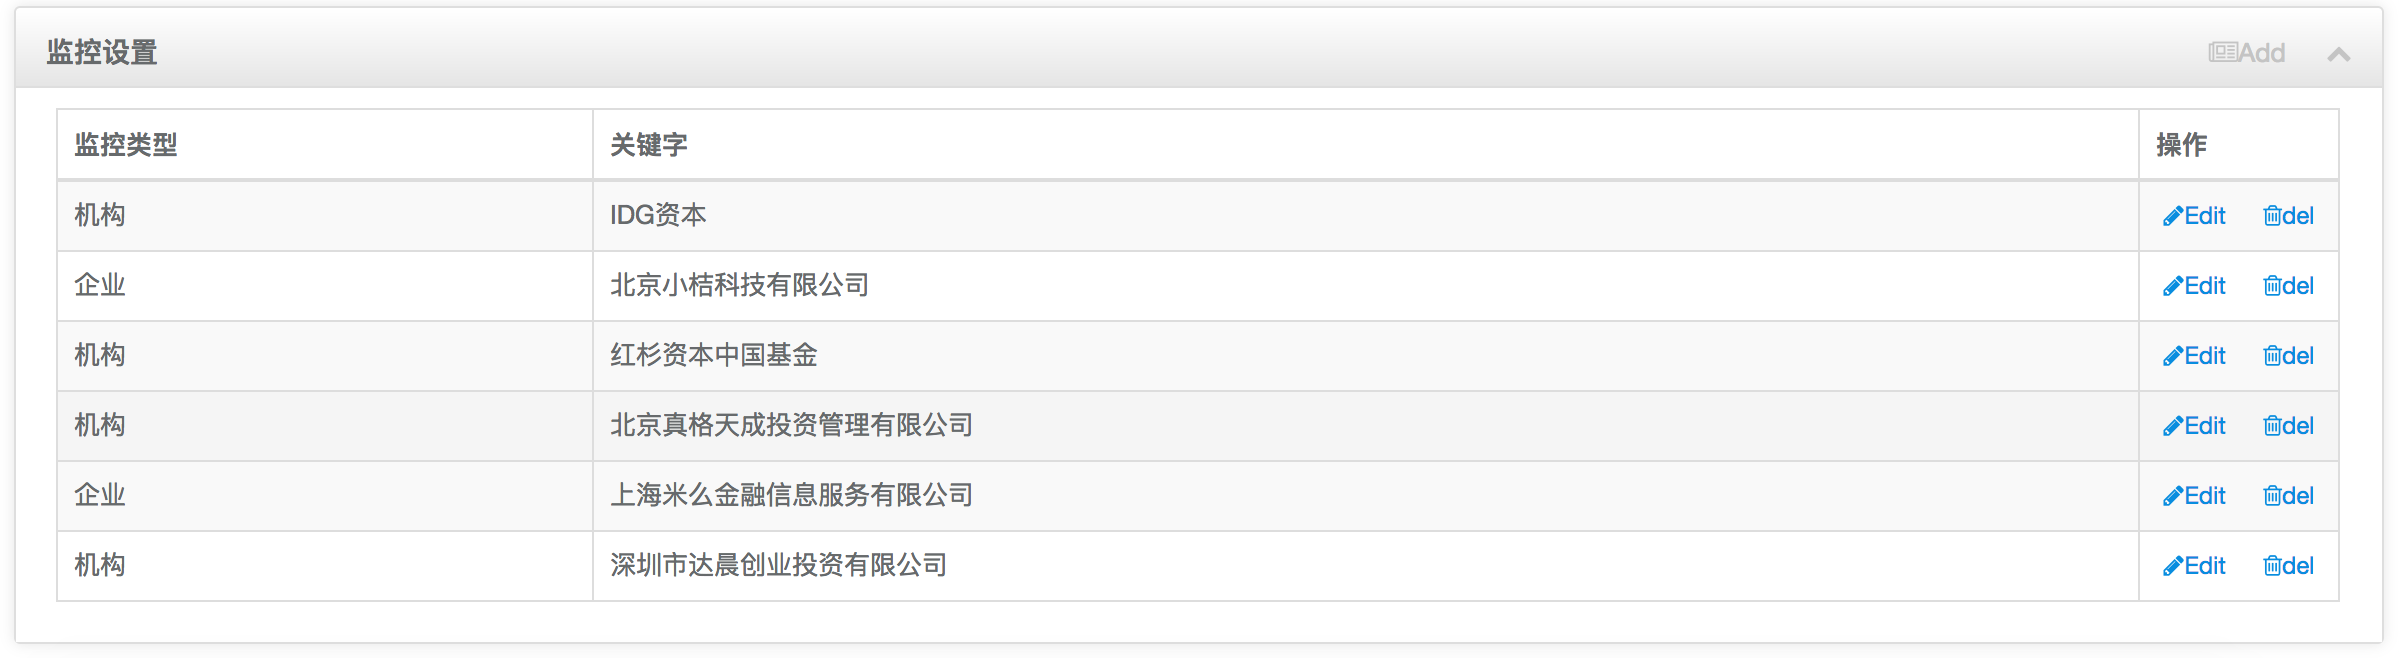 监控设置 Add
监控类型 关键字 操作
机构 IDG资本 Edit del
企业 北京小桔科技有限公司 Edit del
机构 红杉资本中国基金 Edit del
机构 北京真格天成投资管理有限公司 Edit del
企业 上海米么金融信息服务有限公司 Edit del
机构 深圳市达晨创业投资有限公司 Edit del